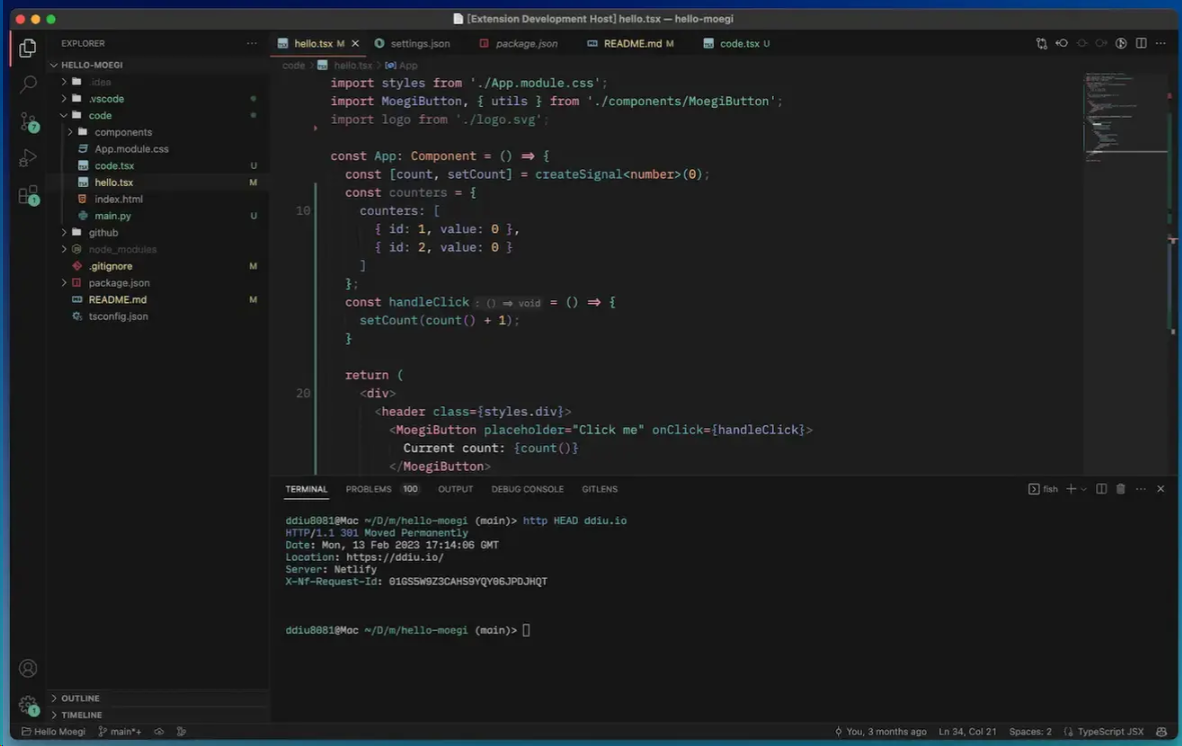 [Extension Development Host] hello.tsx — hello-moegi
EXPLORER
hello.tsx M
settings.json
package.json
README.md M
code.tsx U
HELLO-MOEGI
.idea
.vscode
code
components
App.module.css
code.tsx U
hello.tsx M
index.html
main.py U
github
node_modules
.gitignore M
package.json
README.md M
tsconfig.json
OUTLINE
TIMELINE
7
1
1
code > hello.tsx > App
import styles from './App.module.css';
import MoegiButton, { utils } from './components/MoegiButton';
import logo from './logo.svg';
const App: Component = () => {
const [count, setCount] = createSignal<number>(0);
const counters = {
10 counters: [
{ id: 1, value: 0 },
{ id: 2, value: 0 }
]
};
const handleClick : () => void = () => {
setCount(count() + 1);
}
return (
20 <div>
<header class={styles.div}>
<MoegiButton placeholder="Click me" onClick={handleClick}>
Current count: {count()}
</MoegiButton>
TERMINAL PROBLEMS 100 OUTPUT DEBUG CONSOLE GITLENS
fish
ddiu8081@Mac ~/D/m/hello-moegi (main)> http HEAD ddiu.io
HTTP/1.1 301 Moved Permanently
Date: Mon, 13 Feb 2023 17:14:06 GMT
Location: https://ddiu.io/
Server: Netlify
X-Nf-Request-Id: 01GS5W9Z3CAHS9YQY06JPDJHQT
ddiu8081@Mac ~/D/m/hello-moegi (main)>
Hello Moegi main*+
You, 3 months ago Ln 34, Col 21 Spaces: 2 TypeScript JSX